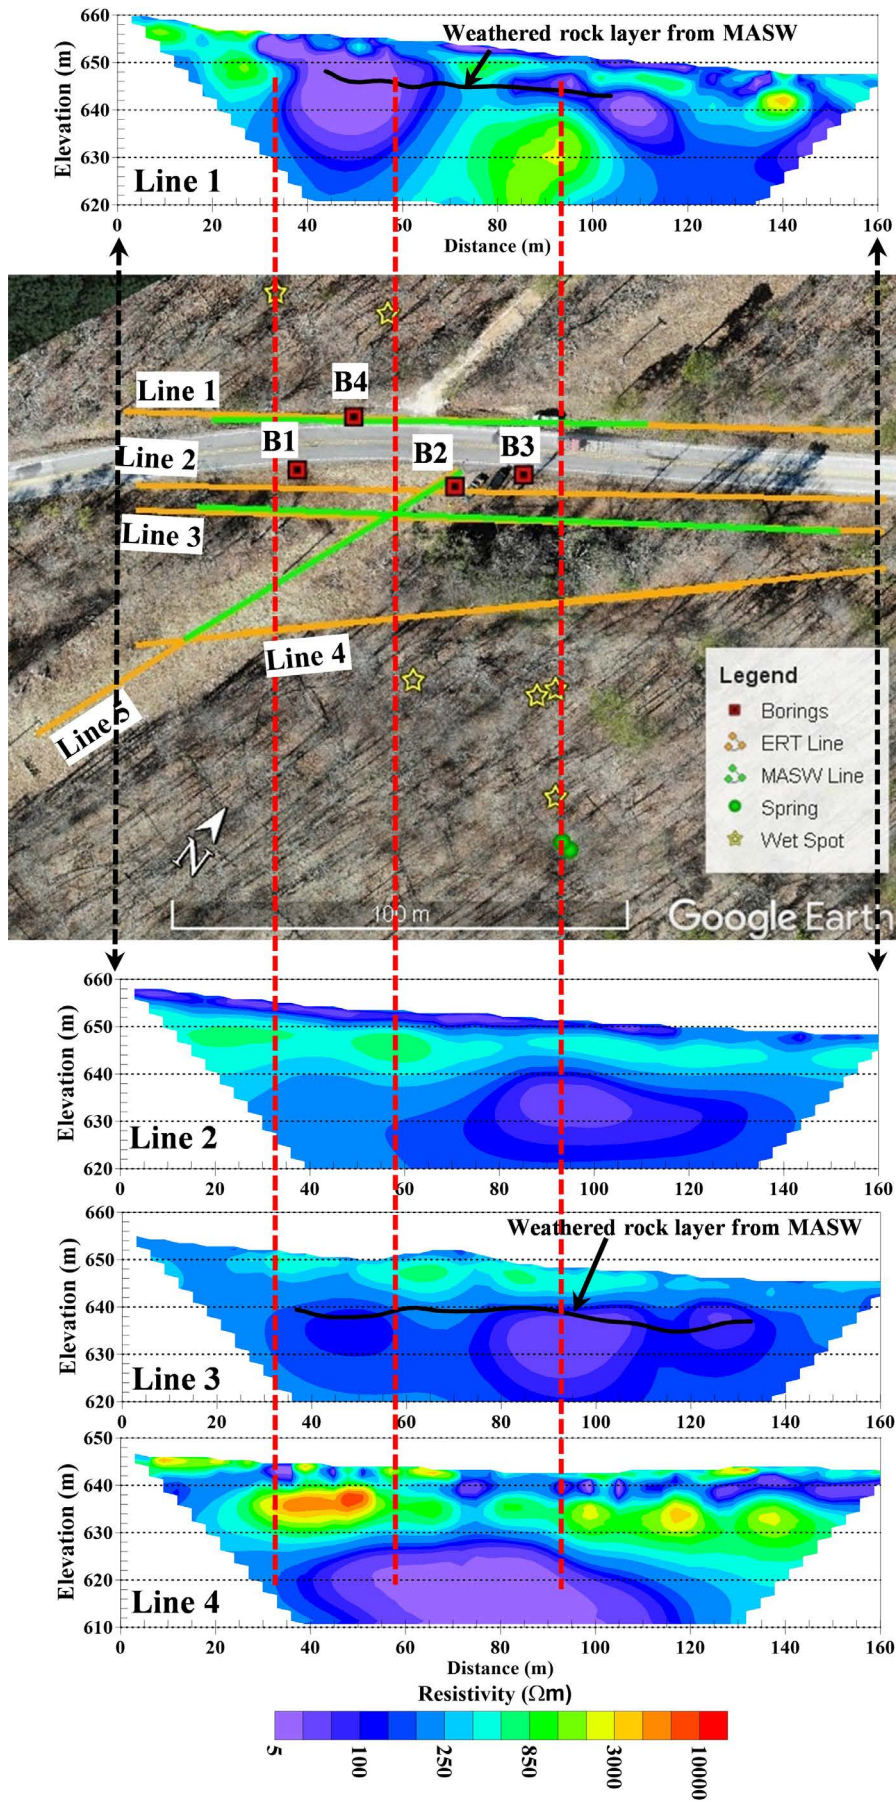 660
650
640
630
620
Elevation (m)
Weathered rock layer from MASW
Line 1
0 20 40 60 80 100 120 140 160
Distance (m)
Line 1
B4
B1
Line 2
B2
B3
Line 3
Line 4
Line 5
Legend
Borings
ERT Line
MASW Line
Spring
Wet Spot
N
100 m
Google Earth
660
650
640
630
620
Elevation (m)
Line 2
0 20 40 60 80 100 120 140 160
660
650
640
630
620
Elevation (m)
Weathered rock layer from MASW
Line 3
0 20 40 60 80 100 120 140 160
650
640
630
620
610
Elevation (m)
Line 4
0 20 40 60 80 100 120 140 160
Distance (m)
Resistivity (Ωm)
5 100 250 850 3000 10000